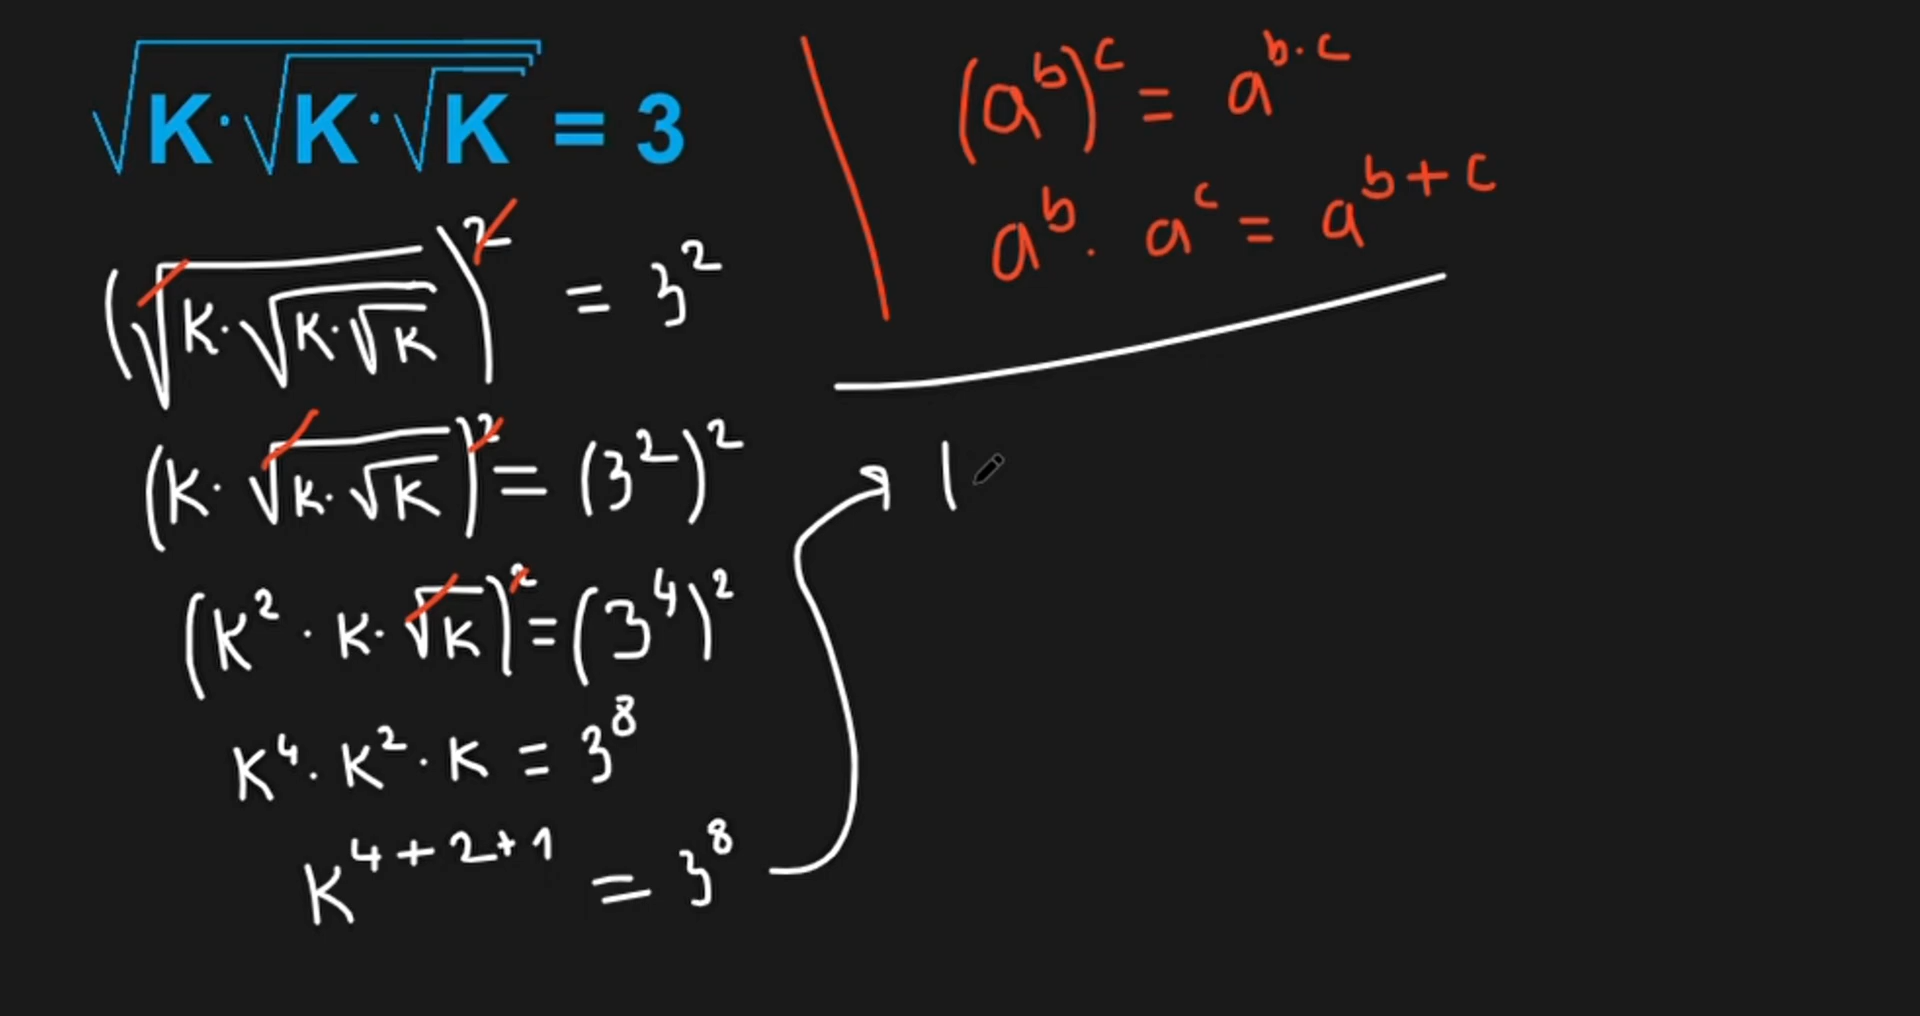 √(K·√(K·√K)) = 3
(√(K·√(K·√K)))² = 3²
(K·√(K·√K))² = (3²)²
(K²·K·√K)² = (3⁴)²
K⁴·K²·K = 3⁸
K⁴⁺²⁺¹ = 3⁸
(a^b)^c = a^(b·c)
a^b · a^c = a^(b+c)